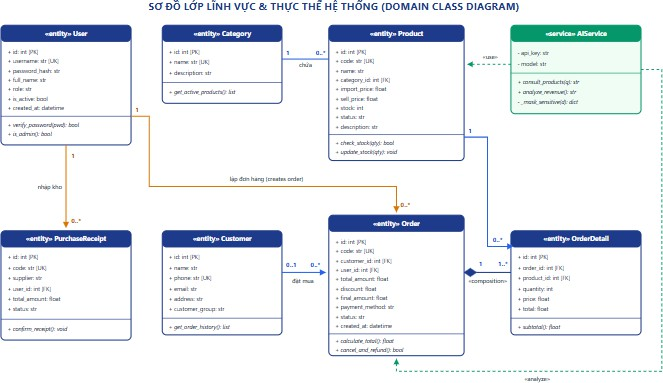 SƠ ĐỒ LỚP LĨNH VỰC & THỰC THỂ HỆ THỐNG (DOMAIN CLASS DIAGRAM)
«entity» User
+ id: int [PK]
+ username: str [UK]
+ password_hash: str
+ full_name: str
+ role: str
+ is_active: bool
+ created_at: datetime
+ verify_password(pwd): bool
+ is_admin(): bool
«entity» Category
+ id: int [PK]
+ name: str [UK]
+ description: str
+ get_active_products(): list
1
0..*
chứa
«entity» Product
+ id: int [PK]
+ code: str [UK]
+ name: str
+ category_id: int [FK]
+ import_price: float
+ sell_price: float
+ stock: int
+ status: str
+ description: str
+ check_stock(qty): bool
+ update_stock(qty): void
«use»
«service» AIService
- api_key: str
- model: str
+ consult_products(q): str
+ analyze_revenue(): str
- _mask_sensitive(d): dict
1
1
1
nhập kho
lập đơn hàng (creates order)
0..*
0..*
0..*
«entity» PurchaseReceipt
+ id: int [PK]
+ code: str [UK]
+ supplier: str
+ user_id: int [FK]
+ total_amount: float
+ status: str
+ confirm_receipt(): void
«entity» Customer
+ id: int [PK]
+ name: str
+ phone: str [UK]
+ email: str
+ address: str
+ customer_group: str
+ get_order_history(): list
0..1
0..*
đặt mua
«entity» Order
+ id: int [PK]
+ code: str [UK]
+ customer_id: int [FK]
+ user_id: int [FK]
+ total_amount: float
+ discount: float
+ final_amount: float
+ payment_method: str
+ status: str
+ created_at: datetime
+ calculate_total(): float
+ cancel_and_refund(): bool
1
1..*
«composition»
«entity» OrderDetail
+ id: int [PK]
+ order_id: int [FK]
+ product_id: int [FK]
+ quantity: int
+ price: float
+ total: float
+ subtotal(): float
«analyze»